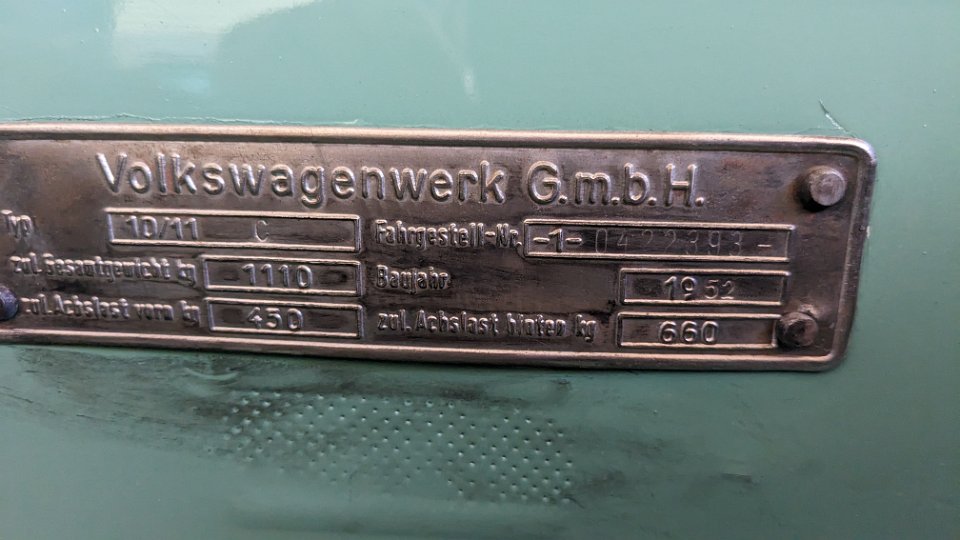 Volkswagenwerk G.m.b.H.
Typ 10/11 C Fahrgestell-Nr. -1- 0422393-
zul. Gesamtgewicht kg 1110 Baujahr 1952
zul. Achslast vorn kg 450 zul. Achslast hinten kg 660